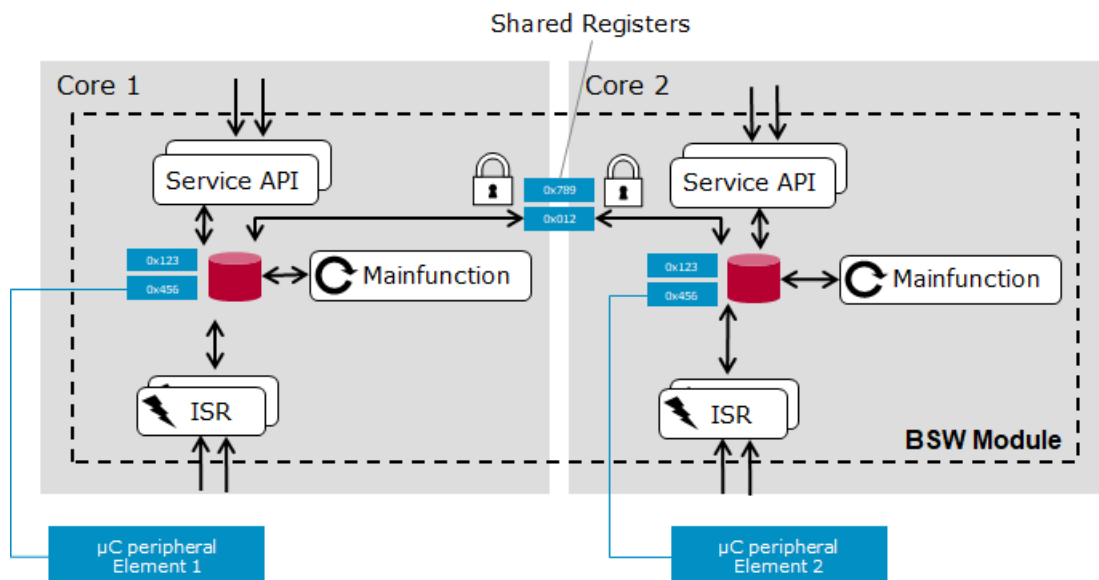 Shared Registers
Core 1
Core 2
Service API
Service API
0x789
0x012
0x123
0x456
Mainfunction
0x123
0x456
Mainfunction
ISR
ISR
BSW Module
µC peripheral
Element 1
µC peripheral
Element 2